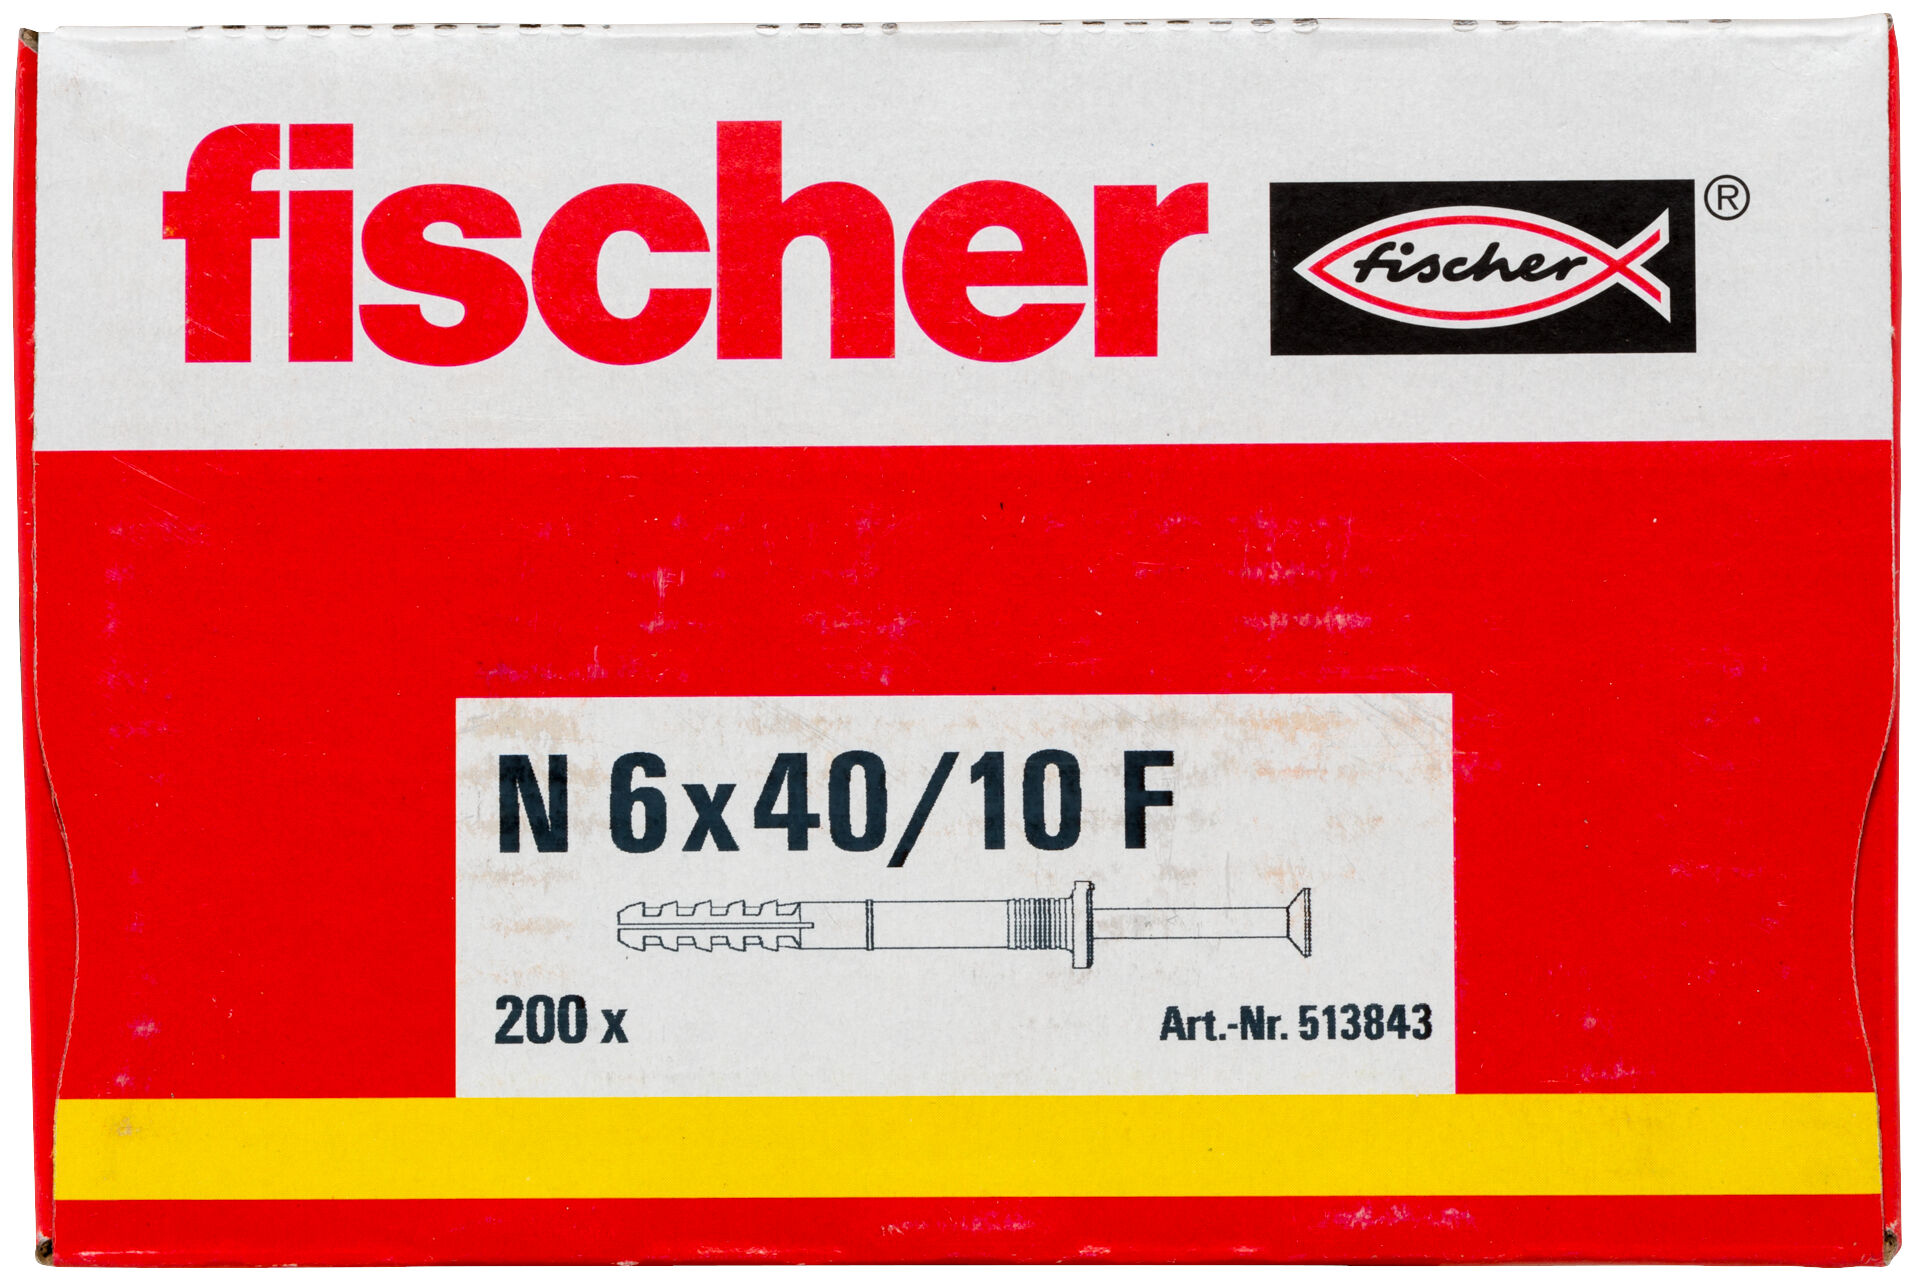 fischer fischer ®
N 6x40/10 F
200 x Art.-Nr. 513843